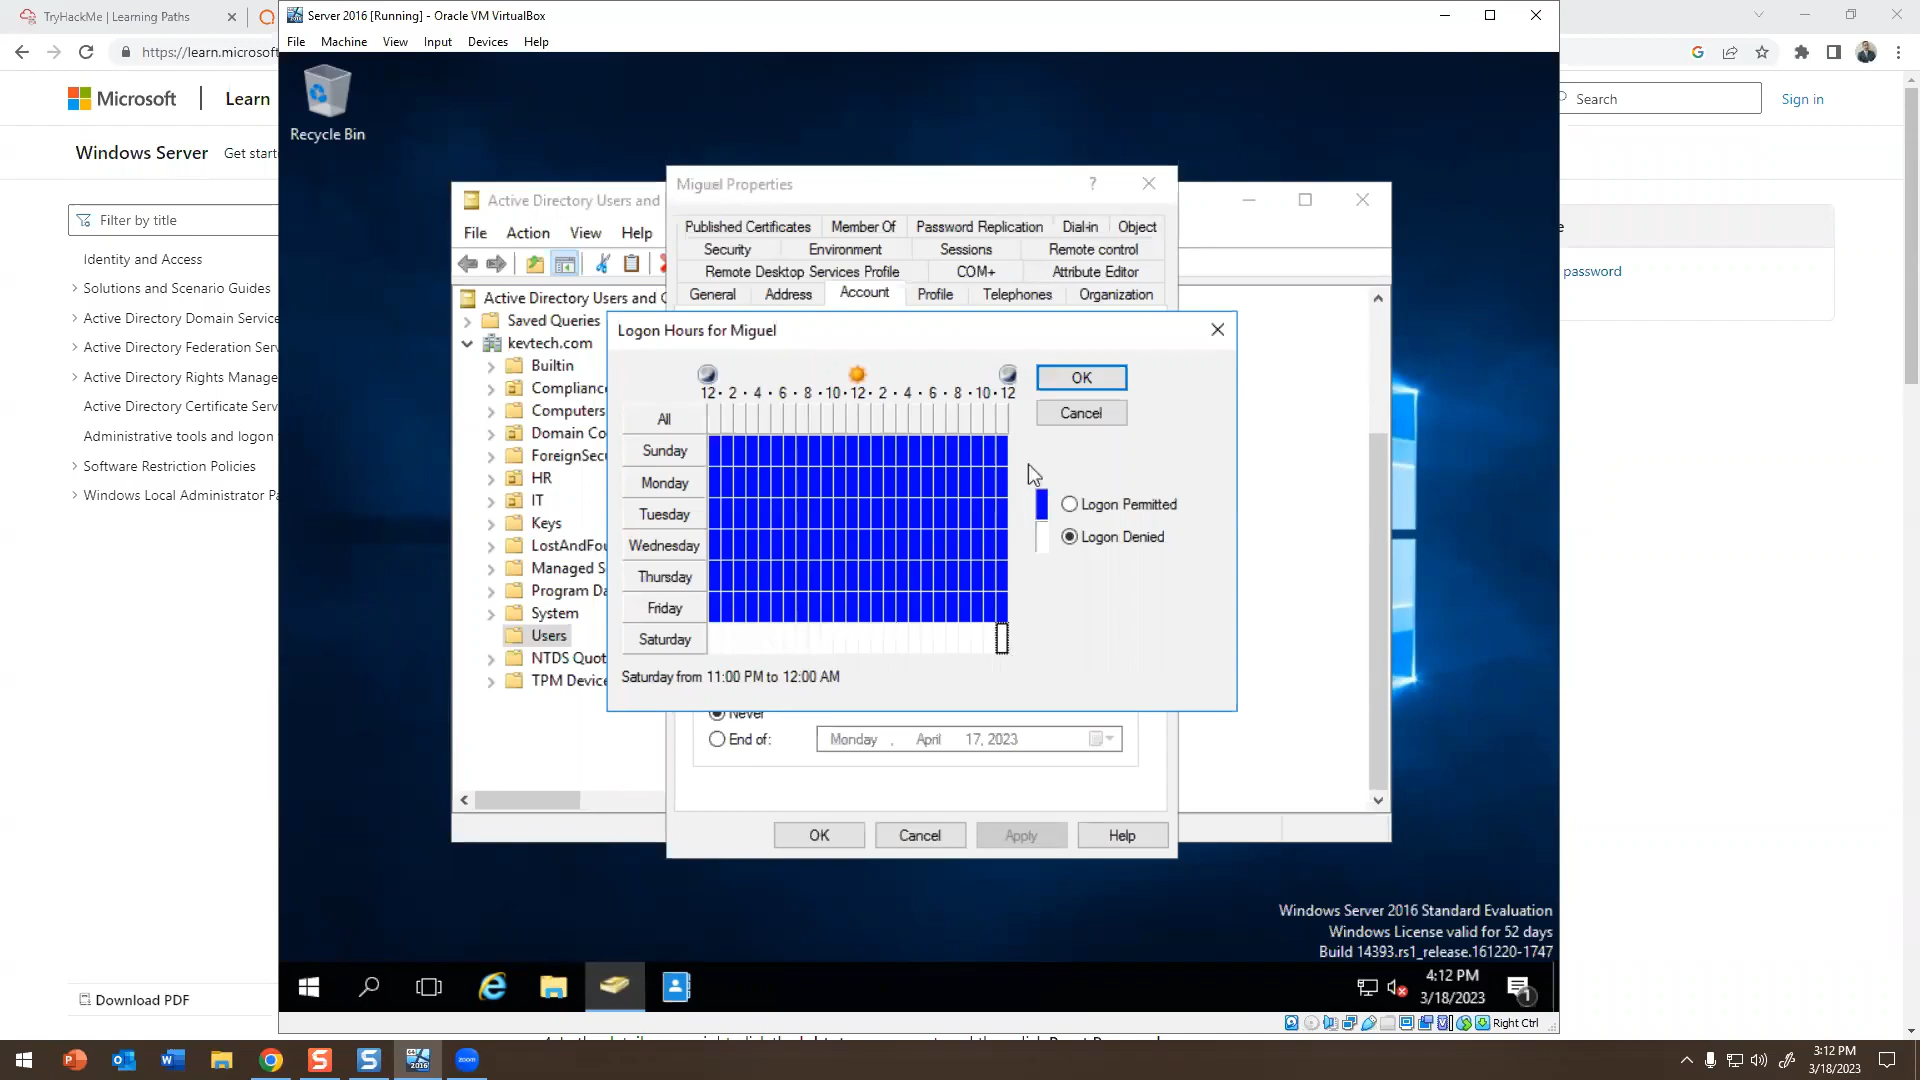 TryHackMe | Learning Paths
https://learn.microsoft
Microsoft
Learn
Search
Sign in
Windows Server
Get start
Filter by title
Identity and Access
Solutions and Scenario Guides
Active Directory Domain Service
Active Directory Federation Serv
Active Directory Rights Manage
Active Directory Certificate Serv
Administrative tools and logon
Software Restriction Policies
Windows Local Administrator Pa
Download PDF
password
Server 2016 [Running] - Oracle VM VirtualBox
File Machine View Input Devices Help
Recycle Bin
Active Directory Users and
File Action View Help
Active Directory Users and C
Saved Queries
kevtech.com
Builtin
Complianc
Computers
Domain Co
ForeignSecu
HR
IT
Keys
LostAndFou
Managed S
Program Da
System
Users
NTDS Quot
TPM Device
Miguel Properties
?
Published Certificates Member Of Password Replication Dial-in Object
Security Environment Sessions Remote control
Remote Desktop Services Profile COM+ Attribute Editor
General Address Account Profile Telephones Organization
Logon Hours for Miguel
12 · 2 · 4 · 6 · 8 · 10 · 12 · 2 · 4 · 6 · 8 · 10 · 12
All
Sunday
Monday
Tuesday
Wednesday
Thursday
Friday
Saturday
OK
Cancel
Logon Permitted
Logon Denied
Saturday from 11:00 PM to 12:00 AM
Never
End of:
Monday , April 17, 2023
OK Cancel Apply Help
Windows Server 2016 Standard Evaluation
Windows License valid for 52 days
Build 14393.rs1_release.161220-1747
4:12 PM
3/18/2023
1
Right Ctrl
3:12 PM
3/18/2023
2016
zoom